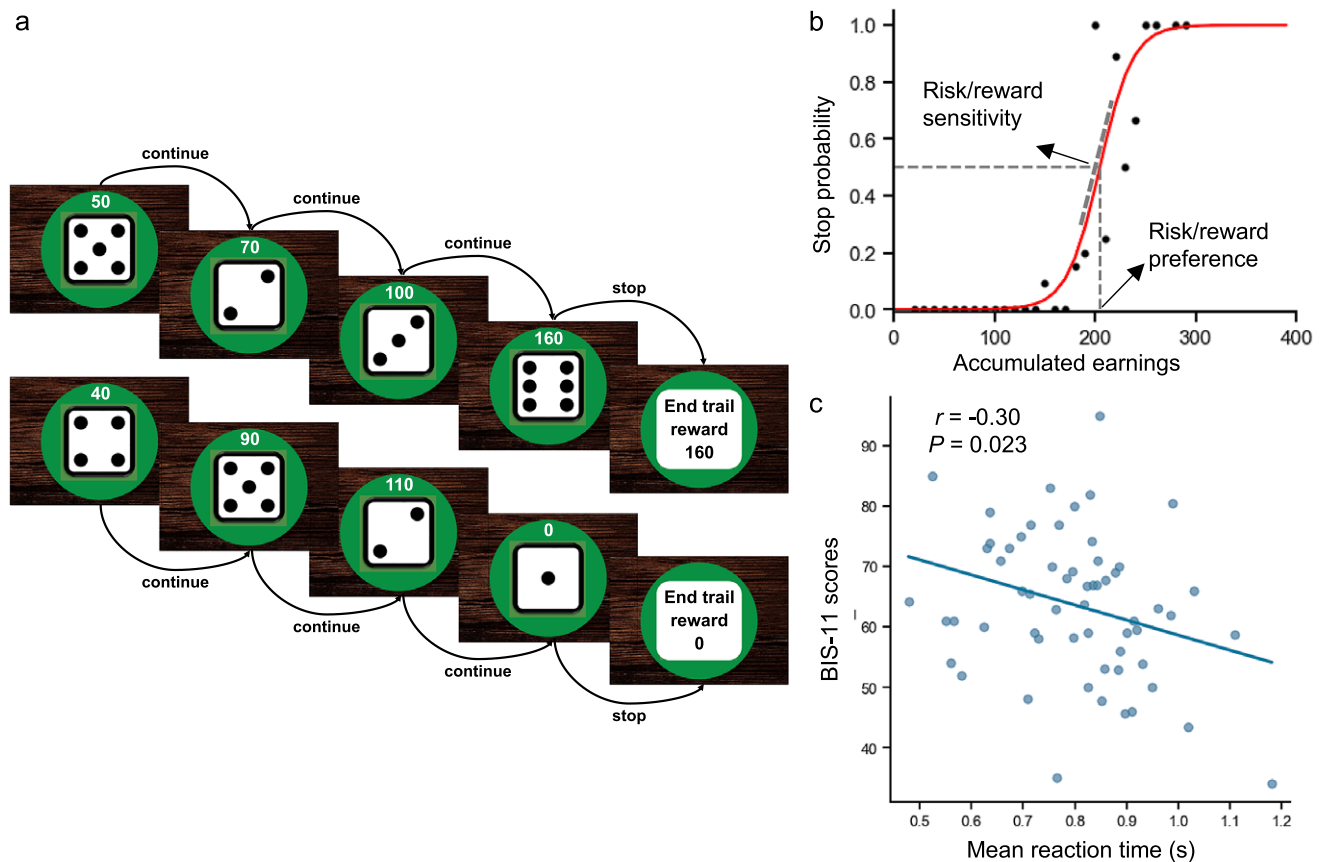 a
continue
continue
continue
stop
50
70
100
160
End trail
reward
160
40
90
110
0
End trail
reward
0
continue
continue
continue
stop
b
1.0
0.8
0.6
0.4
0.2
0.0
Stop probability
Risk/reward
sensitivity
Risk/reward
preference
0
100
200
300
400
Accumulated earnings
c
r = -0.30
P = 0.023
90
80
70
60
50
40
BIS-11 scores
0.5
0.6
0.7
0.8
0.9
1.0
1.1
1.2
Mean reaction time (s)